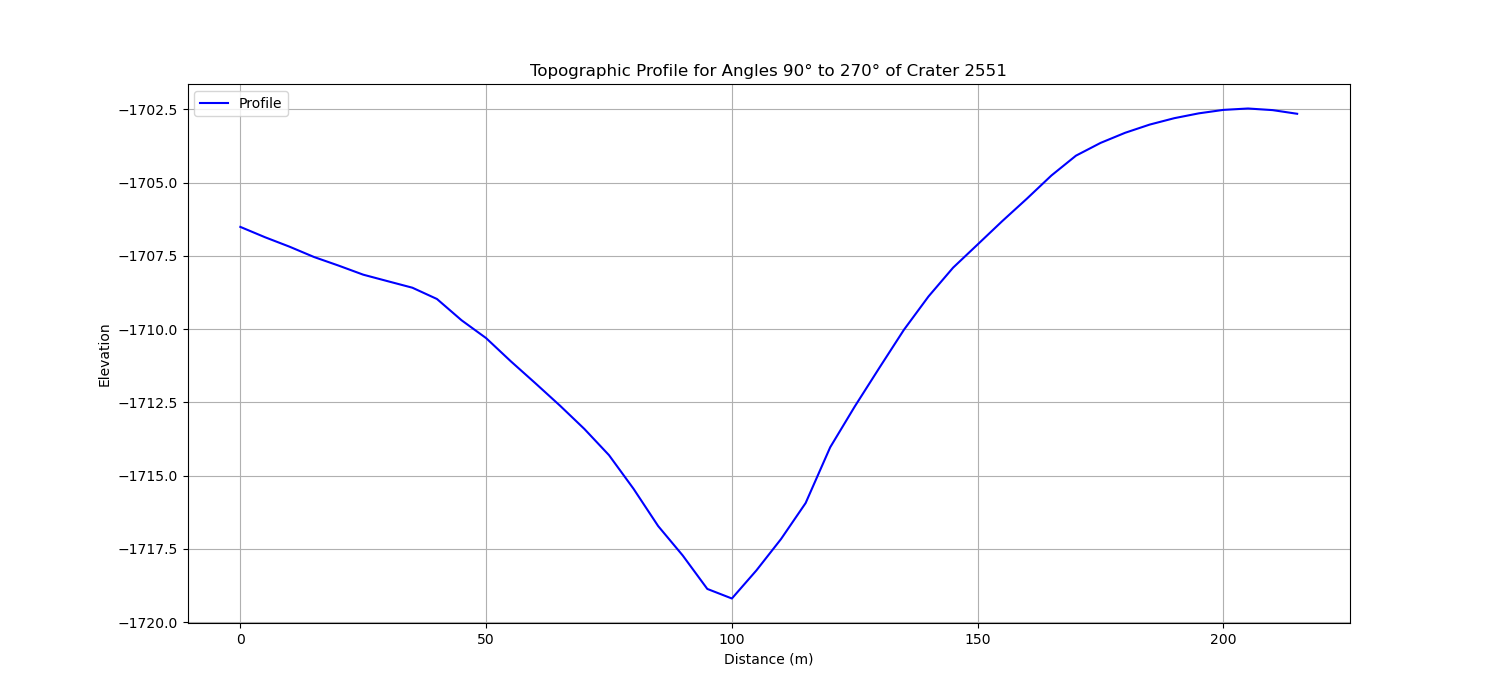 Topographic Profile for Angles 90° to 270° of Crater 2551
Profile
−1702.5
−1705.0
−1707.5
−1710.0
−1712.5
−1715.0
−1717.5
−1720.0
Elevation
0 50 100 150 200
Distance (m)